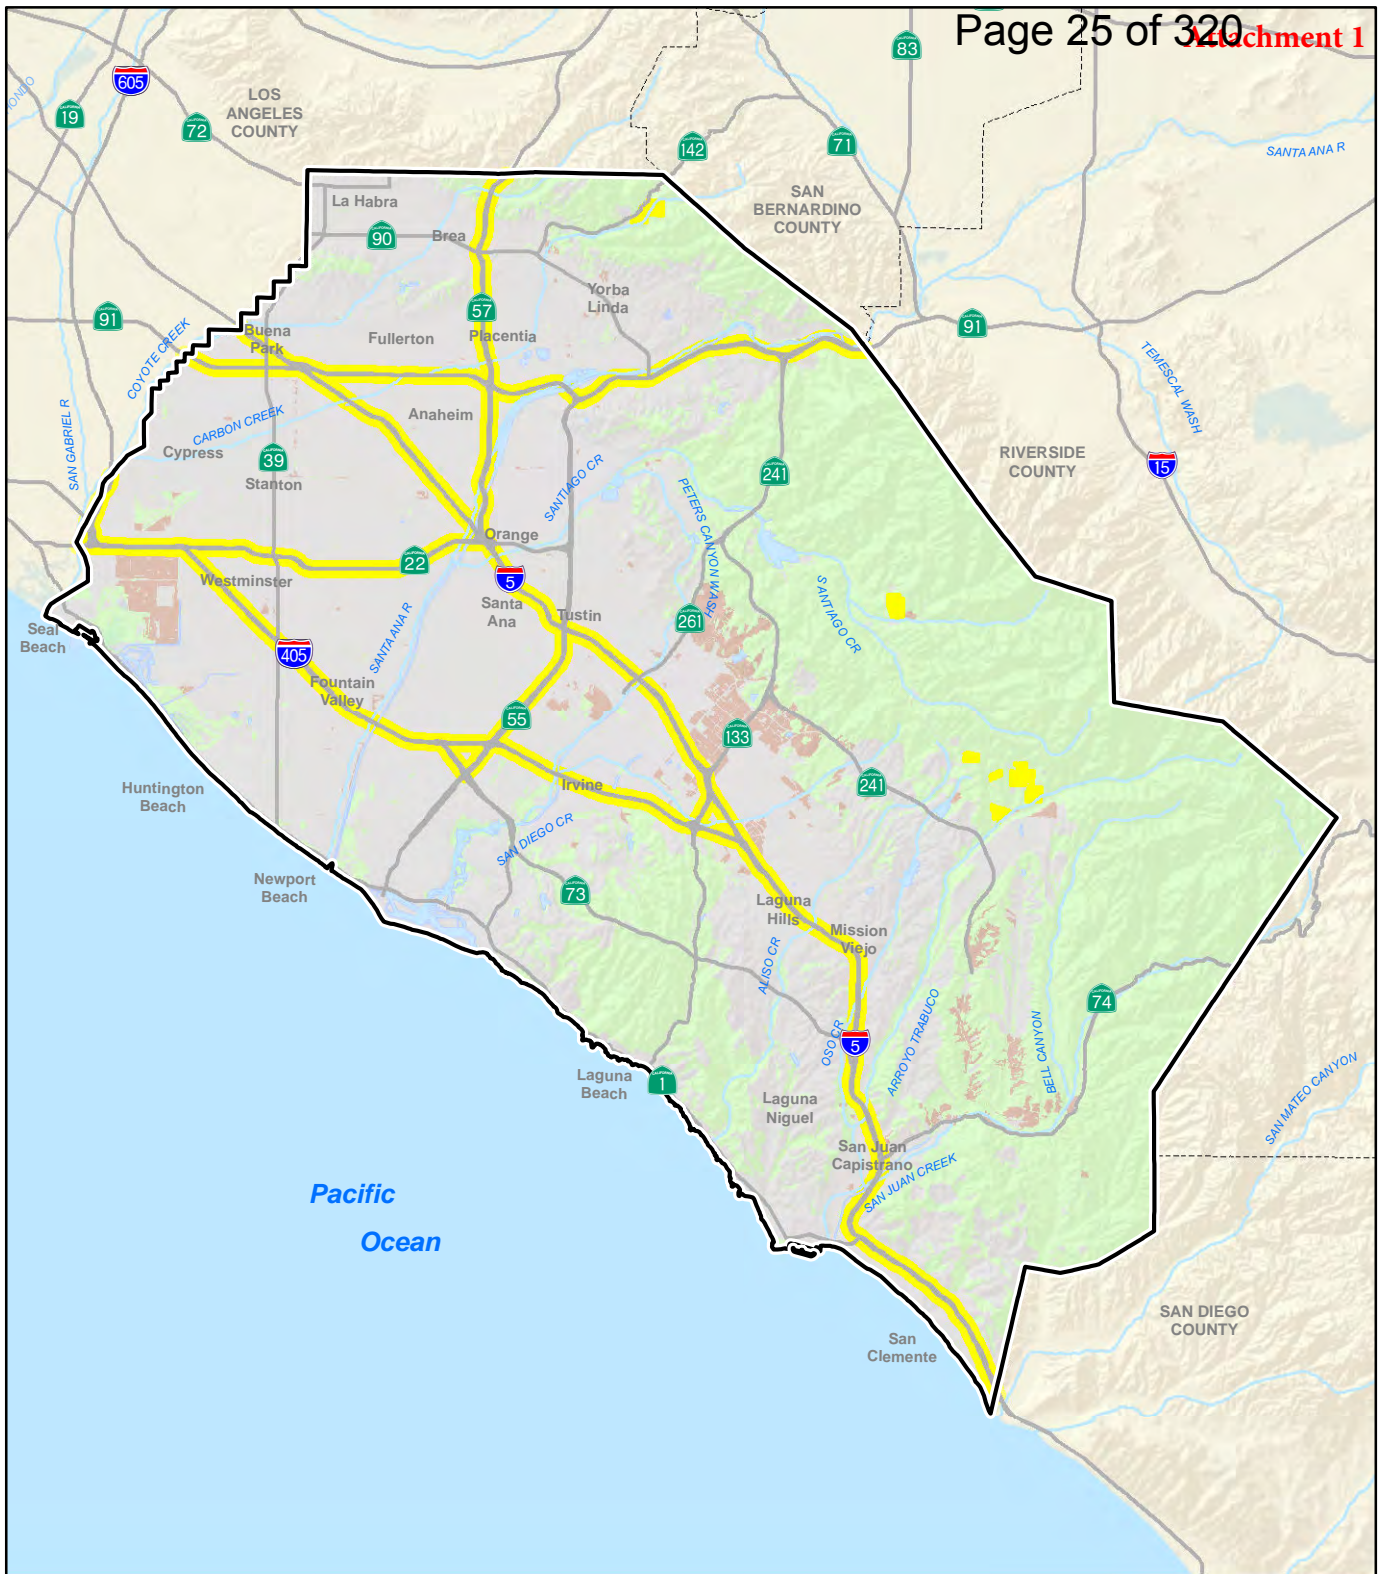 Page 25 of 320
Attachment 1
83
605
LOS
ANGELES
COUNTY
HONDO
19
72
71
142
SANTA ANA R
SAN
BERNARDINO
COUNTY
La Habra
90
Brea
Yorba
Linda
57
91
Buena
Park
Fullerton
Placentia
91
COYOTE CREEK
TEMESCAL WASH
SAN GABRIEL R
CARBON CREEK
Anaheim
Cypress
39
Stanton
SANTIAGO CR
241
RIVERSIDE
COUNTY
15
PETERS CANYON WASH
Orange
22
Westminster
5
Santa
Ana
Tustin
261
S SANTIAGO CR
SANTA ANA R
Seal
Beach
405
Fountain
Valley
55
133
241
Irvine
Huntington
Beach
SAN DIEGO CR
Newport
Beach
73
Laguna
Hills
Mission
Viejo
ALISO CR
74
OSO CR
5
ARROYO TRABUCO
BELL CANYON
Laguna
Beach
1
Laguna
Niguel
SAN MATEO CANYON
San Juan
Capistrano
SAN JUAN CREEK
Pacific
Ocean
SAN DIEGO
COUNTY
San
Clemente